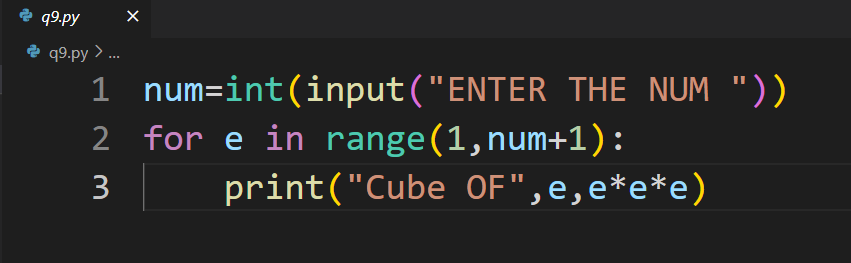 q9.py ×
q9.py > ...
1 num=int(input("ENTER THE NUM "))
2 for e in range(1,num+1):
3     print("Cube OF",e,e*e*e)